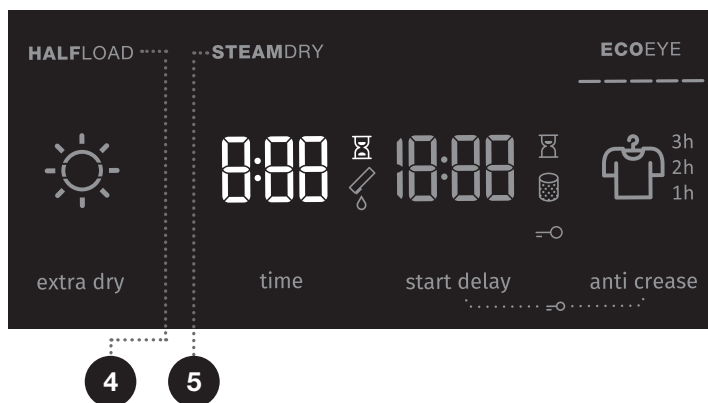 HALFLOAD
STEAMDRY
ECOEYE
8:88
18:88
3h
2h
1h
extra dry
time
start delay
anti crease
4
5